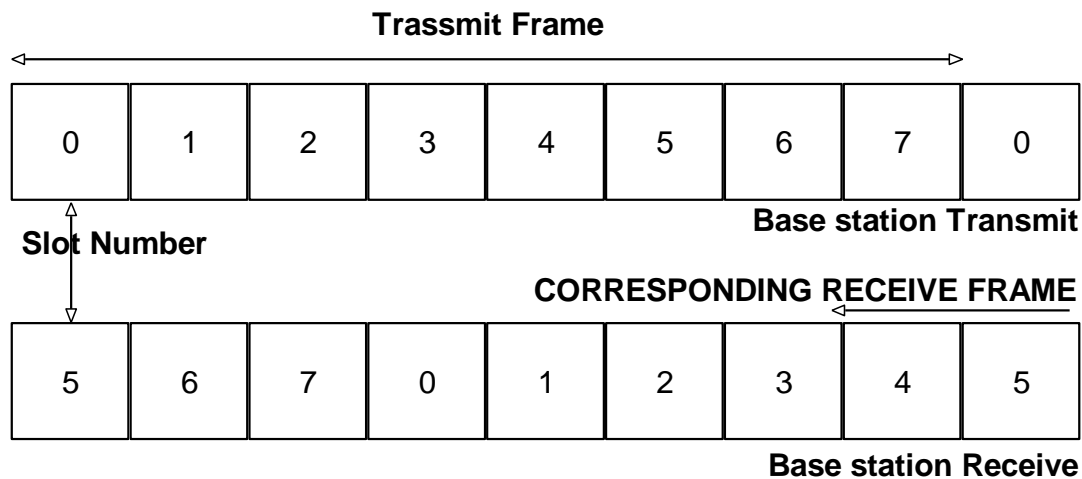 Trassmit Frame
0 1 2 3 4 5 6 7 0
Base station Transmit
Slot Number
CORRESPONDING RECEIVE FRAME
5 6 7 0 1 2 3 4 5
Base station Receive